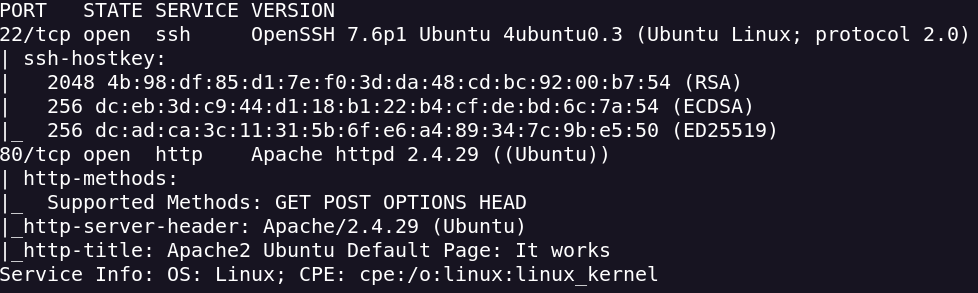 PORT   STATE SERVICE VERSION
22/tcp open  ssh     OpenSSH 7.6p1 Ubuntu 4ubuntu0.3 (Ubuntu Linux; protocol 2.0)
| ssh-hostkey:
|   2048 4b:98:df:85:d1:7e:f0:3d:da:48:cd:bc:92:00:b7:54 (RSA)
|   256 dc:eb:3d:c9:44:d1:18:b1:22:b4:cf:de:bd:6c:7a:54 (ECDSA)
|_  256 dc:ad:ca:3c:11:31:5b:6f:e6:a4:89:34:7c:9b:e5:50 (ED25519)
80/tcp open  http    Apache httpd 2.4.29 ((Ubuntu))
| http-methods:
|_  Supported Methods: GET POST OPTIONS HEAD
|_http-server-header: Apache/2.4.29 (Ubuntu)
|_http-title: Apache2 Ubuntu Default Page: It works
Service Info: OS: Linux; CPE: cpe:/o:linux:linux_kernel